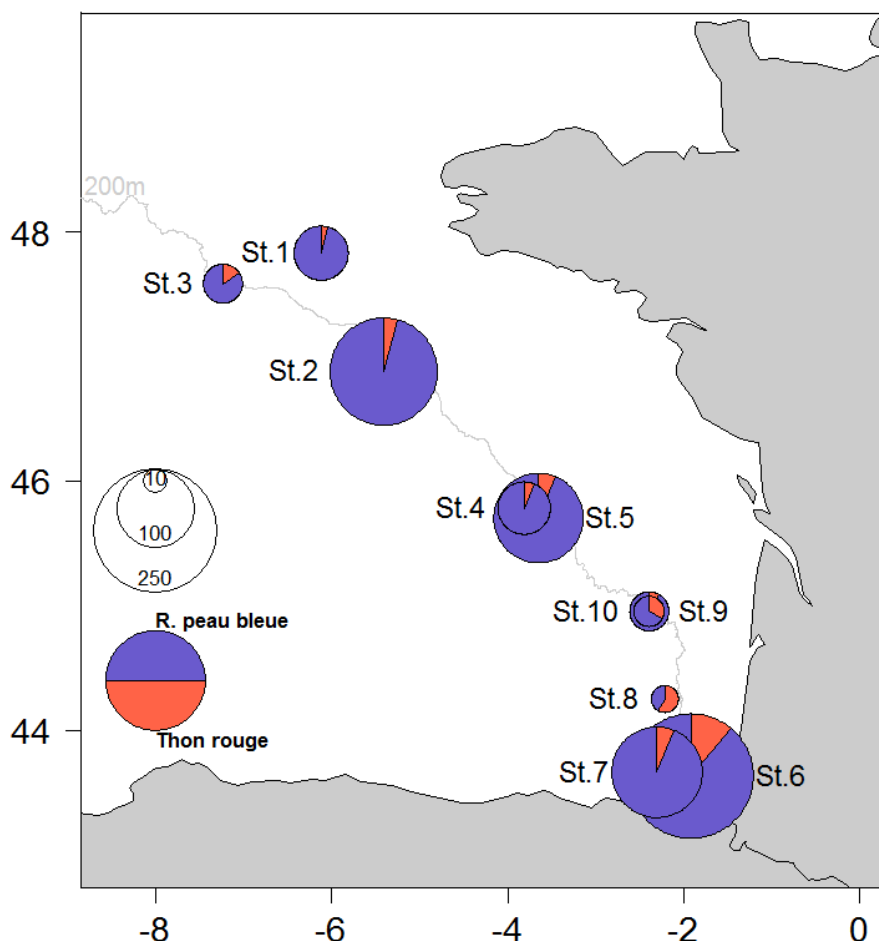 200m
48
St.1
St.3
St.2
46
10
St.4
St.5
100
250
St.10
St.9
R. peau bleue
St.8
44
Thon rouge
St.7
St.6
-8
-6
-4
-2
0